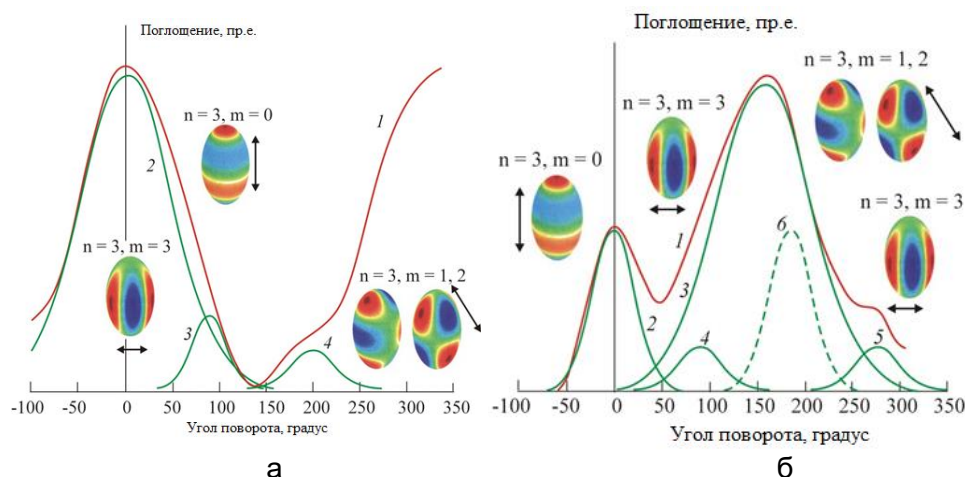 Поглощение, пр.е.
n = 3, m = 0
1
2
n = 3, m = 3
n = 3, m = 1, 2
3
4
-100 -50 0 50 100 150 200 250 300 350
Угол поворота, градус
а
Поглощение, пр.е.
n = 3, m = 1, 2
n = 3, m = 3
n = 3, m = 0
n = 3, m = 3
1
6
2
3
4
5
-100 -50 0 50 100 150 200 250 300 350
Угол поворота, градус
б